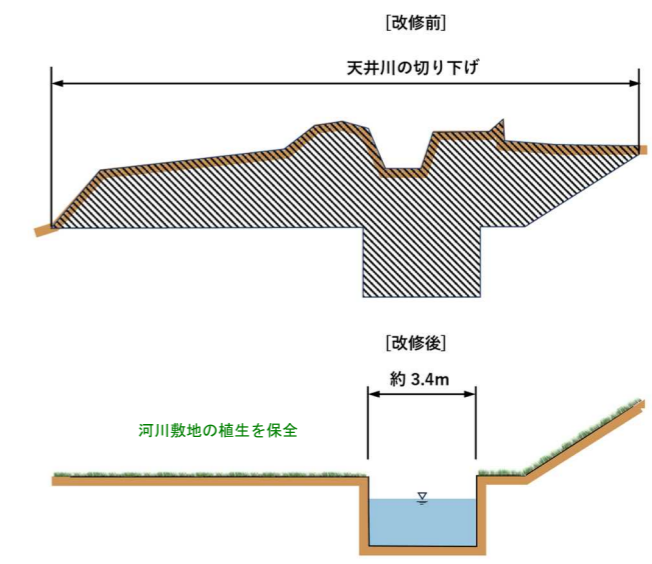 [改修前]
天井川の切り下げ
[改修後]
約 3.4m
河川敷地の植生を保全